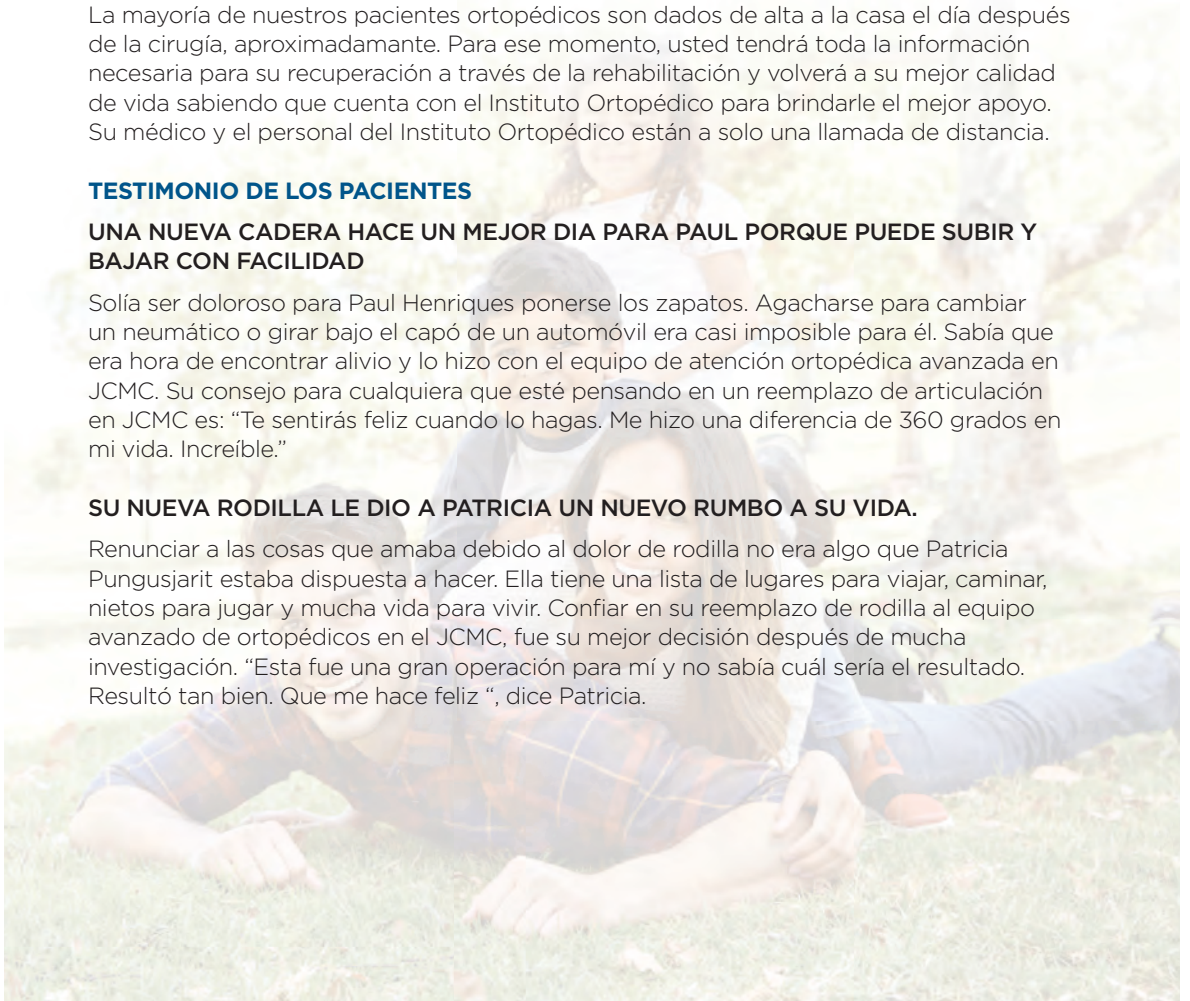 La mayoría de nuestros pacientes ortopédicos son dados de alta a la casa el día después
de la cirugía, aproximadamante. Para ese momento, usted tendrá toda la información
necesaria para su recuperación a través de la rehabilitación y volverá a su mejor calidad
de vida sabiendo que cuenta con el Instituto Ortopédico para brindarle el mejor apoyo.
Su médico y el personal del Instituto Ortopédico están a solo una llamada de distancia.
TESTIMONIO DE LOS PACIENTES
UNA NUEVA CADERA HACE UN MEJOR DIA PARA PAUL PORQUE PUEDE SUBIR Y
BAJAR CON FACILIDAD
Solía ser doloroso para Paul Henriques ponerse los zapatos. Agacharse para cambiar
un neumático o girar bajo el capó de un automóvil era casi imposible para él. Sabía que
era hora de encontrar alivio y lo hizo con el equipo de atención ortopédica avanzada en
JCMC. Su consejo para cualquiera que esté pensando en un reemplazo de articulación
en JCMC es: “Te sentirás feliz cuando lo hagas. Me hizo una diferencia de 360 grados en
mi vida. Increíble.”
SU NUEVA RODILLA LE DIO A PATRICIA UN NUEVO RUMBO A SU VIDA.
Renunciar a las cosas que amaba debido al dolor de rodilla no era algo que Patricia
Pungusjarit estaba dispuesta a hacer. Ella tiene una lista de lugares para viajar, caminar,
nietos para jugar y mucha vida para vivir. Confiar en su reemplazo de rodilla al equipo
avanzado de ortopédicos en el JCMC, fue su mejor decisión después de mucha
investigación. “Esta fue una gran operación para mí y no sabía cuál sería el resultado.
Resultó tan bien. Que me hace feliz “, dice Patricia.